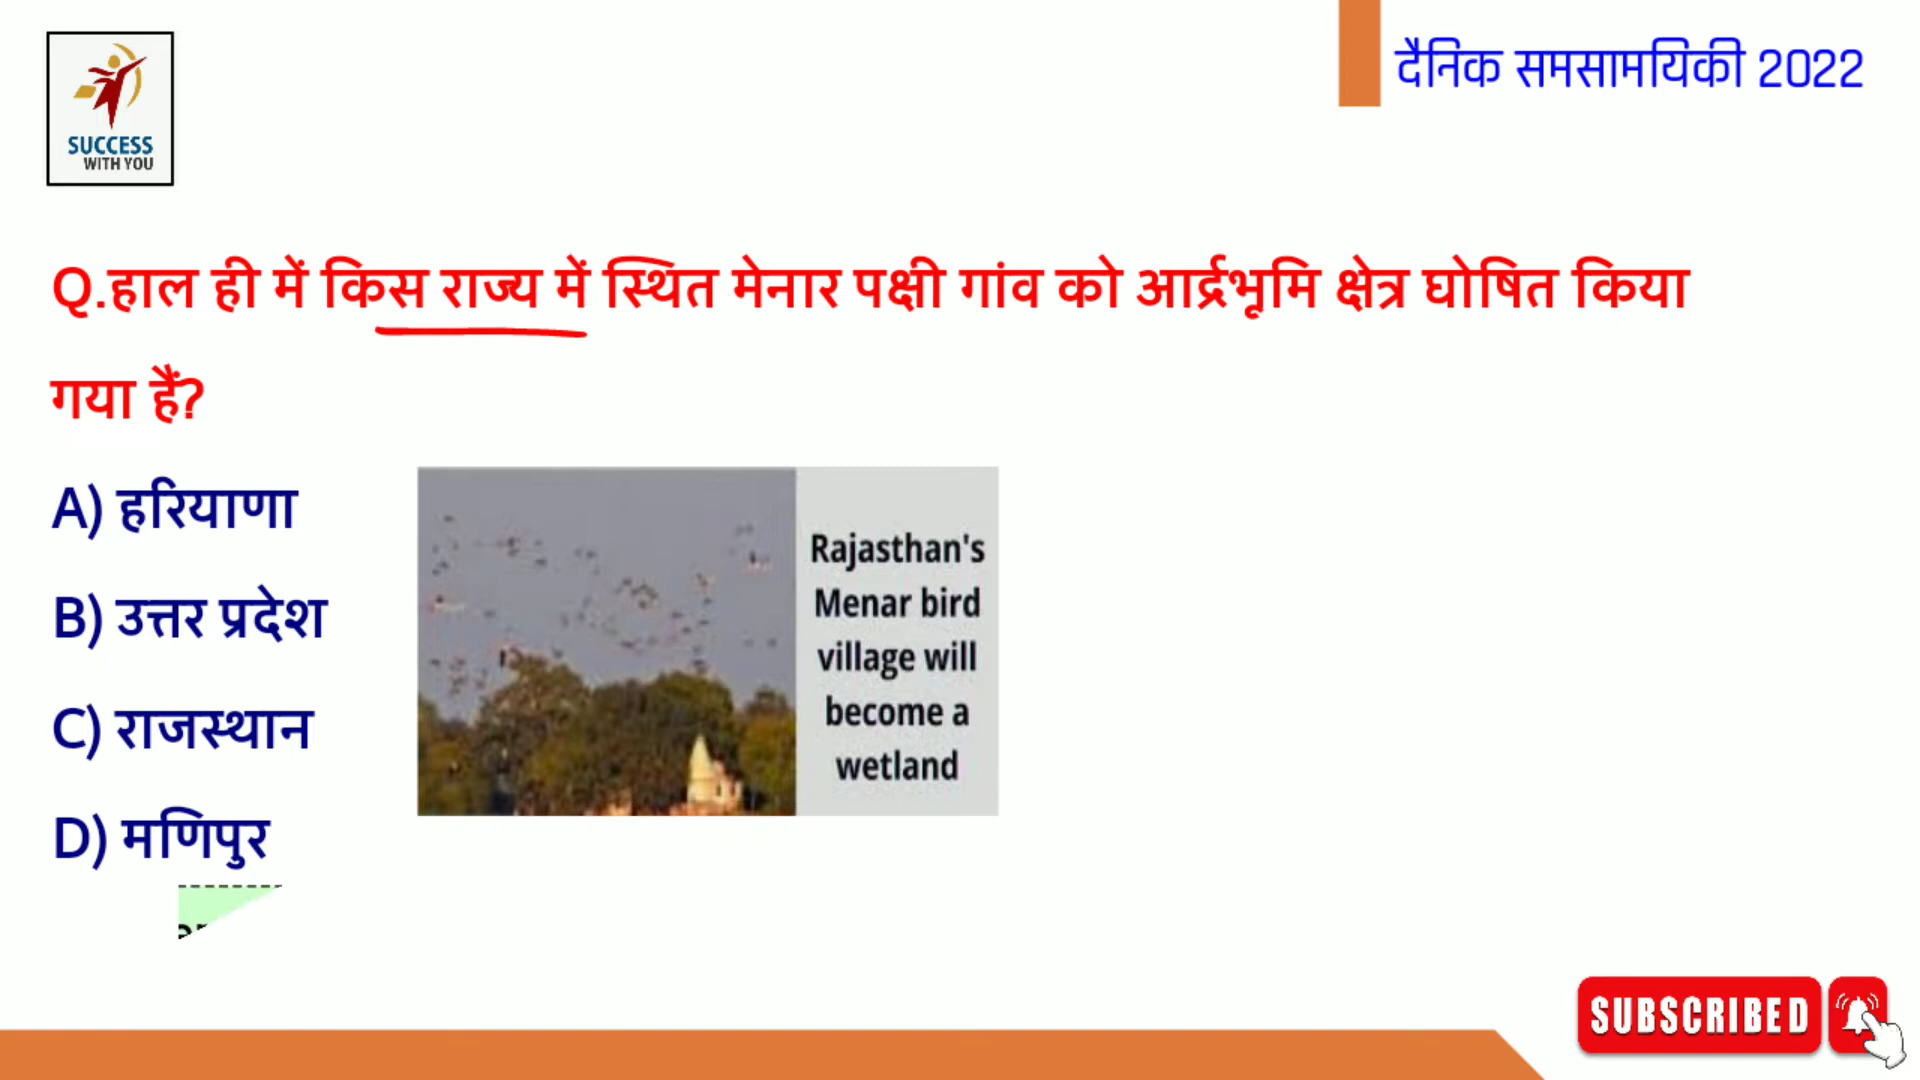 SUCCESS
WITH YOU
दैनिक समसामयिकी 2022
Q.हाल ही में किस राज्य में स्थित मेनार पक्षी गांव को आर्द्रभूमि क्षेत्र घोषित किया
गया हैं?
A) हरियाणा
B) उत्तर प्रदेश
C) राजस्थान
D) मणिपुर
Rajasthan's
Menar bird
village will
become a
wetland
SUBSCRIBED